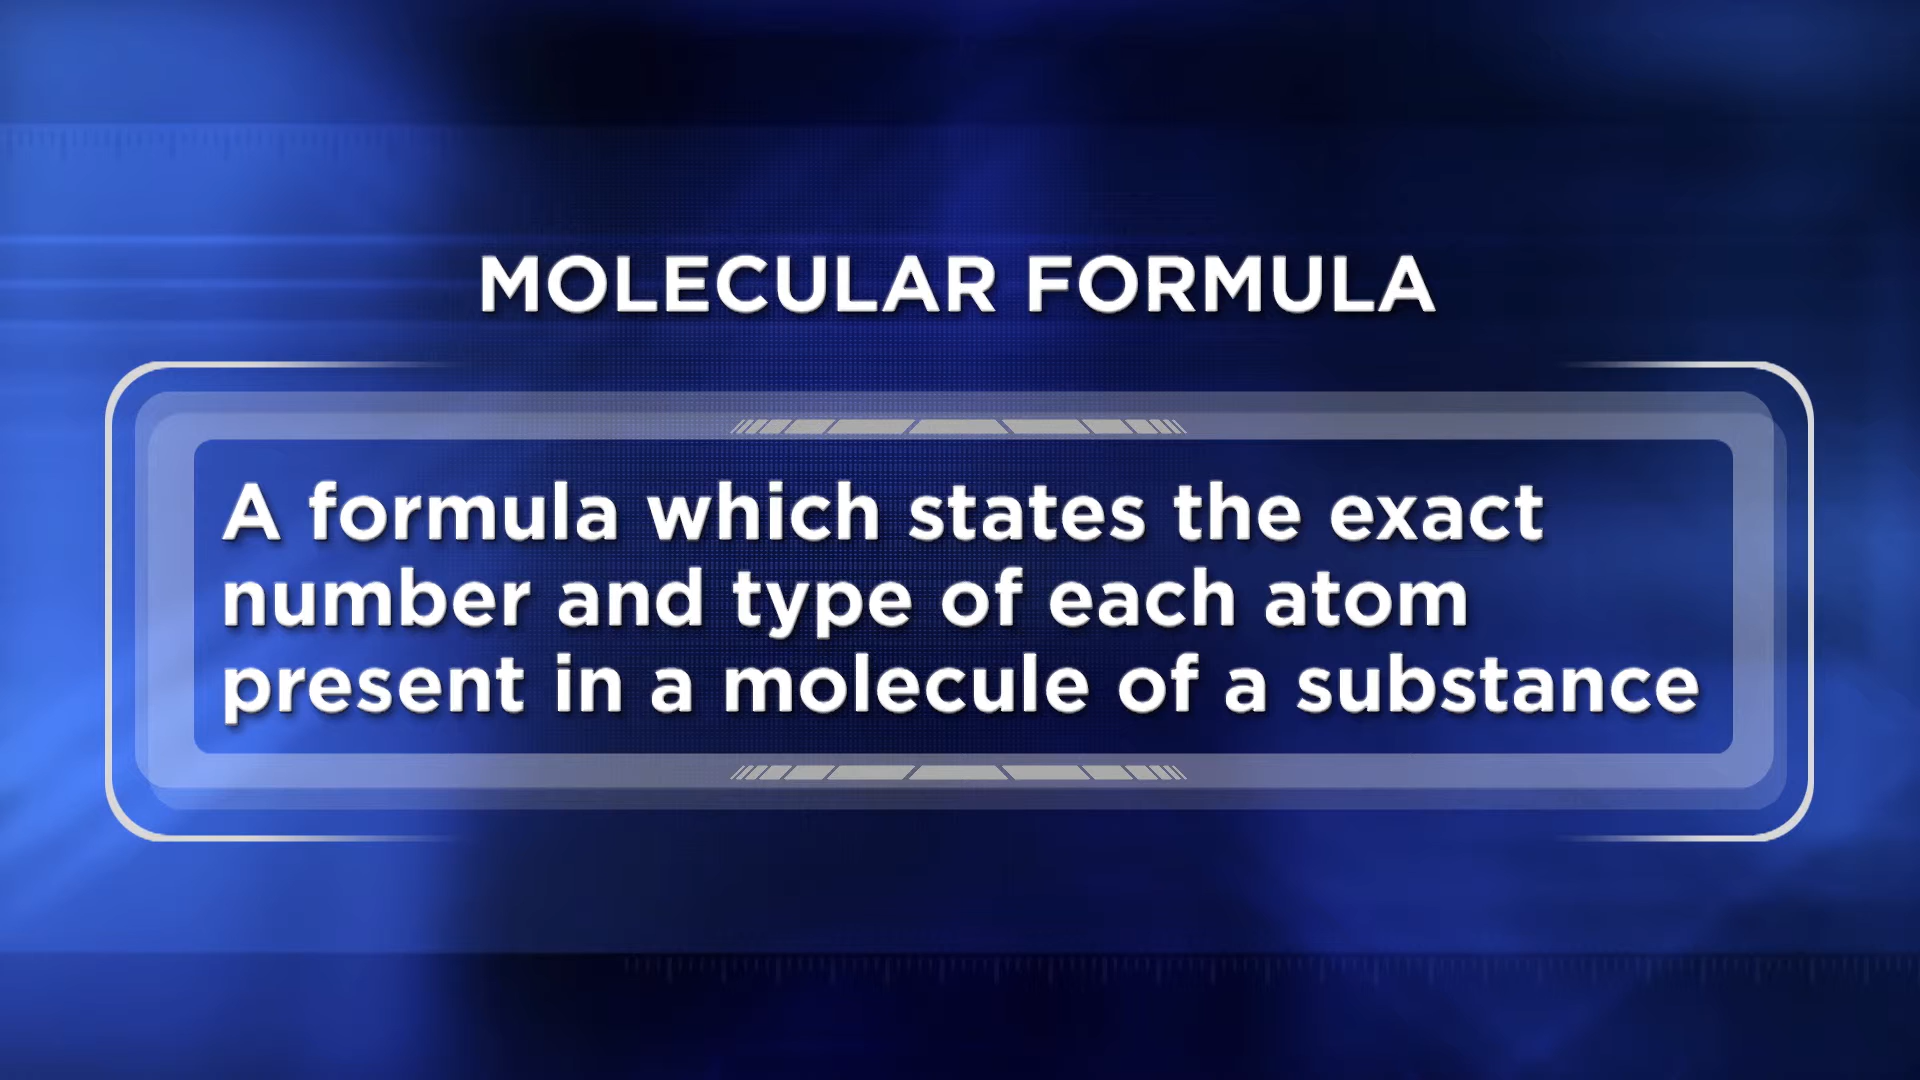 MOLECULAR FORMULA
A formula which states the exact
number and type of each atom
present in a molecule of a substance